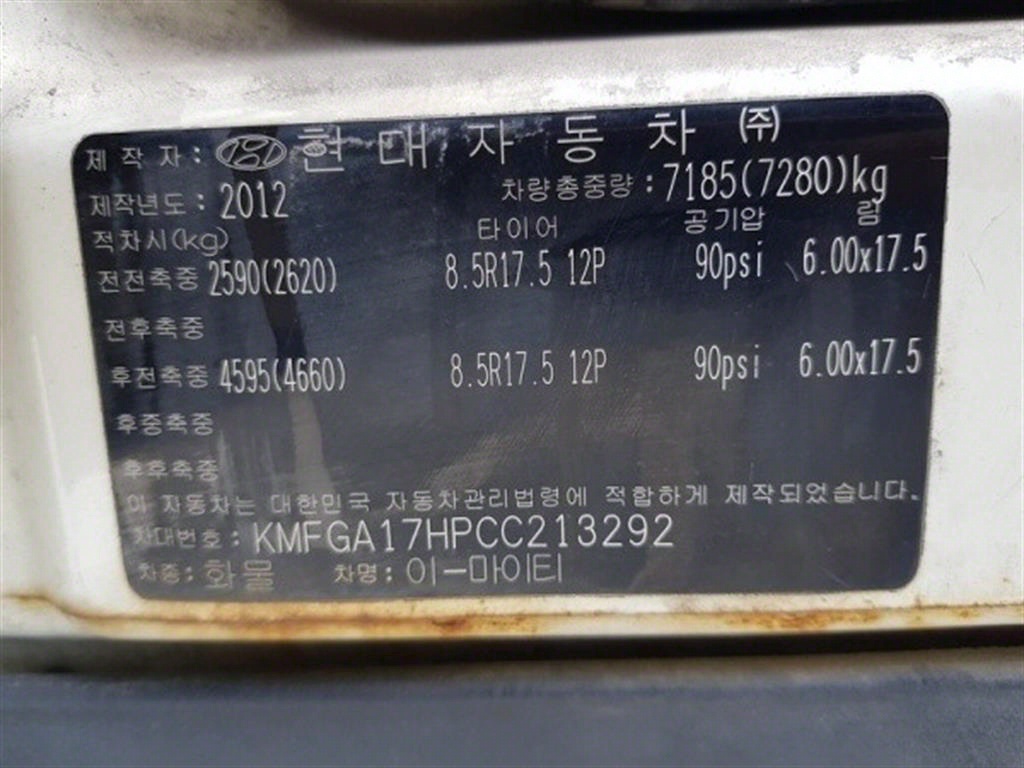 제 작 자 : 현대자동차 ㈜
제작년도 : 2012 차량총중량 : 7185(7280)kg
적차시(kg) 타이어 공기압 림
전전축중 2590(2620) 8.5R17.5 12P 90psi 6.00x17.5
전후축중
후전축중 4595(4660) 8.5R17.5 12P 90psi 6.00x17.5
후중축중
후후축중
이 자동차는 대한민국 자동차관리법령에 적합하게 제작되었습니다.
차대번호 : KMFGA17HPCC213292
차종: 화물 차명: 이-마이티